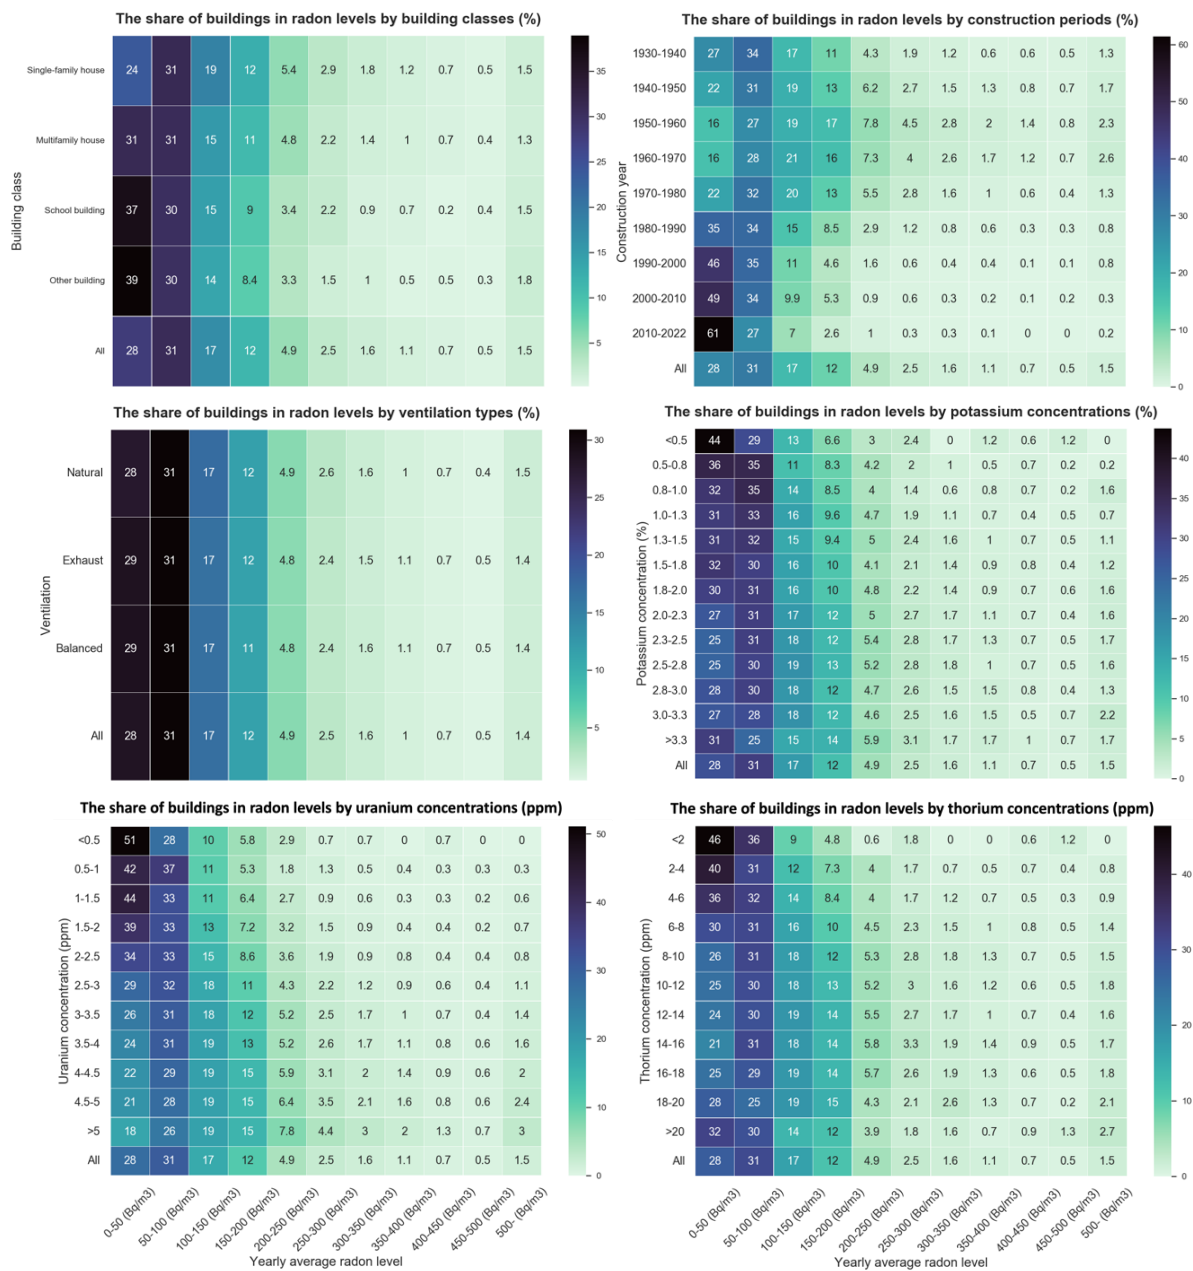 The share of buildings in radon levels by building classes (%)
Building class
Single-family house 24 31 19 12 5.4 2.9 1.8 1.2 0.7 0.5 1.5
Multifamily house 31 31 15 11 4.8 2.2 1.4 1 0.7 0.4 1.3
School building 37 30 15 9 3.4 2.2 0.9 0.7 0.2 0.4 1.5
Other building 39 30 14 8.4 3.3 1.5 1 0.5 0.5 0.3 1.8
All 28 31 17 12 4.9 2.5 1.6 1.1 0.7 0.5 1.5
35
30
25
20
15
10
5
The share of buildings in radon levels by construction periods (%)
Construction year
1930-1940 27 34 17 11 4.3 1.9 1.2 0.6 0.6 0.5 1.3
1940-1950 22 31 19 13 6.2 2.7 1.5 1.3 0.8 0.7 1.7
1950-1960 16 27 19 17 7.8 4.5 2.8 2 1.4 0.8 2.3
1960-1970 16 28 21 16 7.3 4 2.6 1.7 1.2 0.7 2.6
1970-1980 22 32 20 13 5.5 2.8 1.6 1 0.6 0.4 1.3
1980-1990 35 34 15 8.5 2.9 1.2 0.8 0.6 0.3 0.3 0.8
1990-2000 46 35 11 4.6 1.6 0.6 0.4 0.4 0.1 0.1 0.8
2000-2010 49 34 9.9 5.3 0.9 0.6 0.3 0.2 0.1 0.2 0.3
2010-2022 61 27 7 2.6 1 0.3 0.3 0.1 0 0 0.2
All 28 31 17 12 4.9 2.5 1.6 1.1 0.7 0.5 1.5
60
50
40
30
20
10
0
The share of buildings in radon levels by ventilation types (%)
Ventilation
Natural 28 31 17 12 4.9 2.6 1.6 1 0.7 0.4 1.5
Exhaust 29 31 17 12 4.8 2.4 1.5 1.1 0.7 0.5 1.4
Balanced 29 31 17 11 4.8 2.4 1.6 1.1 0.7 0.5 1.4
All 28 31 17 12 4.9 2.5 1.6 1 0.7 0.5 1.4
30
25
20
15
10
5
The share of buildings in radon levels by potassium concentrations (%)
Potassium concentration (%)
<0.5 44 29 13 6.6 3 2.4 0 1.2 0.6 1.2 0
0.5-0.8 36 35 11 8.3 4.2 2 1 0.5 0.7 0.2 0.2
0.8-1.0 32 35 14 8.5 4 1.4 0.6 0.8 0.7 0.2 1.6
1.0-1.3 31 33 16 9.6 4.7 1.9 1.1 0.7 0.4 0.5 0.7
1.3-1.5 31 32 15 9.4 5 2.4 1.6 1 0.7 0.5 1.1
1.5-1.8 32 30 16 10 4.1 2.1 1.4 0.9 0.8 0.4 1.2
1.8-2.0 30 31 16 10 4.8 2.2 1.4 0.9 0.7 0.6 1.6
2.0-2.3 27 31 17 12 5 2.7 1.7 1.1 0.7 0.4 1.6
2.3-2.5 25 31 18 12 5.4 2.8 1.7 1.3 0.7 0.5 1.7
2.5-2.8 25 30 19 13 5.2 2.8 1.8 1 0.7 0.5 1.6
2.8-3.0 28 30 18 12 4.7 2.6 1.5 1.5 0.8 0.4 1.3
3.0-3.3 27 28 18 12 4.6 2.5 1.6 1.5 0.5 0.7 2.2
>3.3 31 25 15 14 5.9 3.1 1.7 1.7 1 0.7 1.7
All 28 31 17 12 4.9 2.5 1.6 1.1 0.7 0.5 1.5
40
35
30
25
20
15
10
5
0
The share of buildings in radon levels by uranium concentrations (ppm)
Uranium concentration (ppm)
<0.5 51 28 10 5.8 2.9 0.7 0.7 0 0 0 0
0.5-1 42 37 11 5.3 1.8 1.3 0.5 0.4 0.3 0.3 0.3
1-1.5 44 33 11 6.4 2.7 0.9 0.6 0.3 0.3 0.2 0.6
1.5-2 39 33 13 7.2 3.2 1.5 0.9 0.4 0.4 0.2 0.7
2-2.5 34 33 15 8.6 3.6 1.9 0.9 0.8 0.4 0.4 0.8
2.5-3 29 32 18 11 4.3 2.2 1.2 0.9 0.6 0.4 1.1
3-3.5 26 31 18 12 5.2 2.5 1.7 1 0.7 0.4 1.4
3.5-4 24 31 19 13 5.2 2.6 1.7 1.1 0.8 0.6 1.6
4-4.5 22 29 19 15 5.9 3.1 2 1.4 0.9 0.6 2
4.5-5 21 28 19 15 6.4 3.5 2.1 1.6 0.8 0.6 2.4
>5 18 26 19 15 7.8 4.4 3 2 1.3 0.7 3
All 28 31 17 12 4.9 2.5 1.6 1.1 0.7 0.5 1.5
50
40
30
20
10
0
0-50 (Bq/m3) 50-100 (Bq/m3) 100-150 (Bq/m3) 150-200 (Bq/m3) 200-250 (Bq/m3) 250-300 (Bq/m3) 300-350 (Bq/m3) 350-400 (Bq/m3) 400-450 (Bq/m3) 450-500 (Bq/m3) 500- (Bq/m3)
Yearly average radon level
The share of buildings in radon levels by thorium concentrations (ppm)
Thorium concentration (ppm)
<2 46 36 9 4.8 0.6 1.8 0 0 0.6 1.2 0
2-4 40 31 12 7.3 4 1.7 0.7 0.5 0.7 0.4 0.8
4-6 36 32 14 8.4 4 1.7 1.2 0.7 0.5 0.3 0.9
6-8 30 31 16 10 4.5 2.3 1.5 1 0.8 0.5 1.4
8-10 26 31 18 12 5.3 2.8 1.8 1.3 0.7 0.5 1.5
10-12 25 30 18 13 5.2 3 1.6 1.2 0.6 0.5 1.8
12-14 24 30 19 14 5.5 2.7 1.7 1 0.7 0.4 1.6
14-16 21 31 18 14 5.8 3.3 1.9 1.4 0.9 0.5 1.7
16-18 25 29 19 14 5.7 2.6 1.9 1.3 0.6 0.5 1.8
18-20 28 25 19 15 4.3 2.1 2.6 1.3 0.7 0.2 2.1
>20 32 30 14 12 3.9 1.8 1.6 0.7 0.9 1.3 2.7
All 28 31 17 12 4.9 2.5 1.6 1.1 0.7 0.5 1.5
40
30
20
10
0
0-50 (Bq/m3) 50-100 (Bq/m3) 100-150 (Bq/m3) 150-200 (Bq/m3) 200-250 (Bq/m3) 250-300 (Bq/m3) 300-350 (Bq/m3) 350-400 (Bq/m3) 400-450 (Bq/m3) 450-500 (Bq/m3) 500- (Bq/m3)
Yearly average radon level